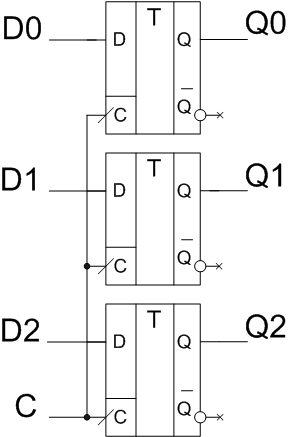 D0 D T Q Q0
C Q
D1 D T Q Q1
C Q
D2 D T Q Q2
C C Q